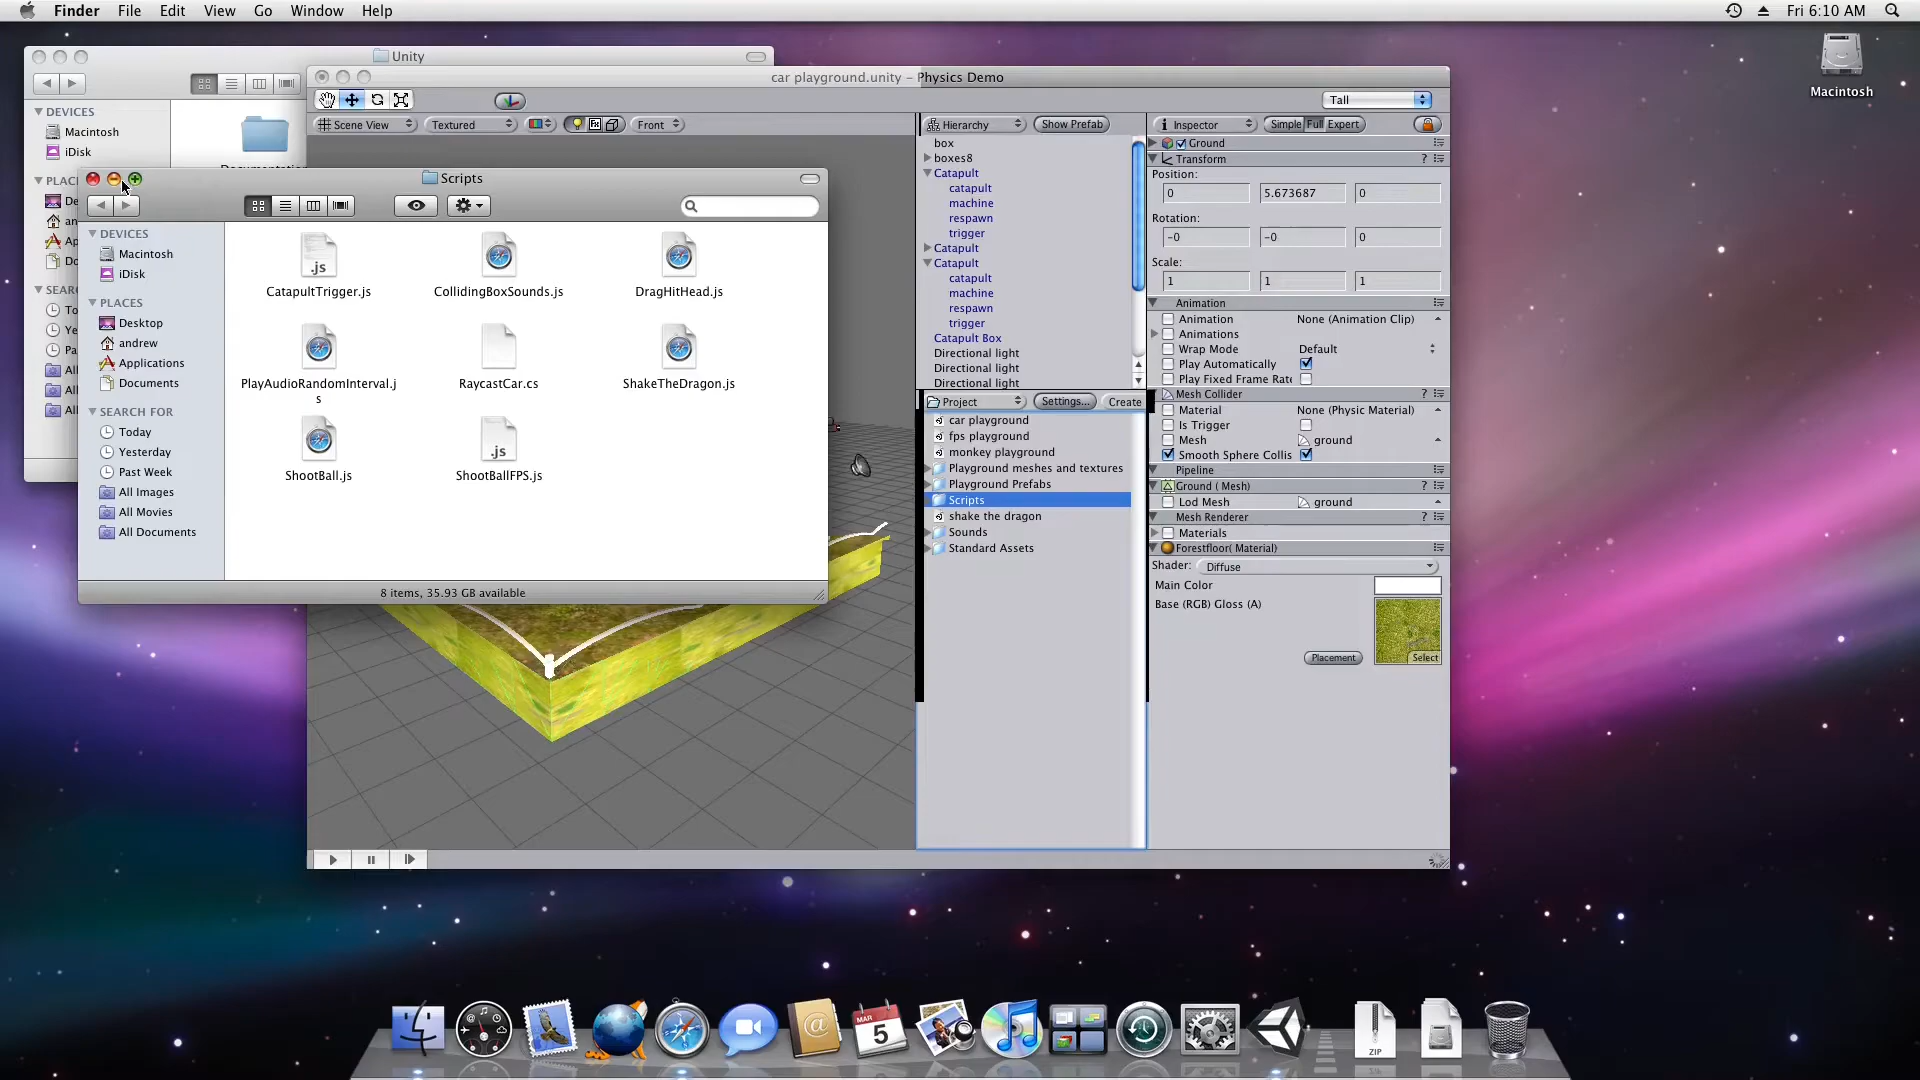 Finder File Edit View Go Window Help
Fri 6:10 AM
Macintosh
Unity
DEVICES
Macintosh
iDisk
Scripts
DEVICES
Macintosh
iDisk
PLACES
Desktop
andrew
Applications
Documents
SEARCH FOR
Today
Yesterday
Past Week
All Images
All Movies
All Documents
CatapultTrigger.js
CollidingBoxSounds.js
DragHitHead.js
PlayAudioRandomInterval.j
s
RaycastCar.cs
ShakeTheDragon.js
ShootBall.js
ShootBallFPS.js
8 items, 35.93 GB available
car playground.unity – Physics Demo
Tall
Scene View
Textured
Front
Hierarchy
Show Prefab
box
boxes8
Catapult
catapult
machine
respawn
trigger
Catapult
Catapult
catapult
machine
respawn
trigger
Catapult Box
Directional light
Directional light
Directional light
Project
Settings...
Create
car playground
fps playground
monkey playground
Playground meshes and textures
Playground Prefabs
Scripts
shake the dragon
Sounds
Standard Assets
Inspector
Simple Full Expert
Ground
Transform
Position:
0 5.673687 0
Rotation:
-0 -0 0
Scale:
1 1 1
Animation
Animation None (Animation Clip)
Animations
Wrap Mode Default
Play Automatically
Play Fixed Frame Rate
Mesh Collider
Material None (Physic Material)
Is Trigger
Mesh ground
Smooth Sphere Collis
Pipeline
Ground ( Mesh)
Lod Mesh ground
Mesh Renderer
Materials
Forestfloor( Material)
Shader: Diffuse
Main Color
Base (RGB) Gloss (A)
Placement
Select
MAR
5
ZIP